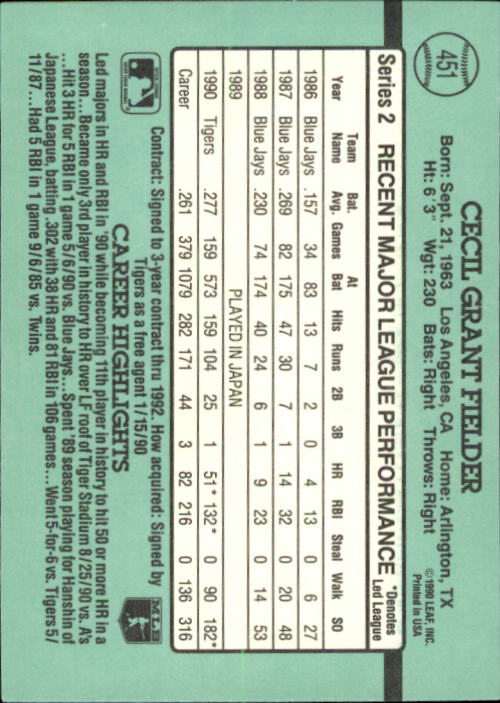 451
CECIL GRANT FIELDER
Born: Sept. 21, 1963 Los Angeles, CA Home: Arlington, TX
Ht: 6' 3" Wgt: 230 Bats: Right Throws: Right
©1990 LEAF, INC.
Printed in USA
Series 2 RECENT MAJOR LEAGUE PERFORMANCE *Denotes Led League
Year Team Name Bat. Avg. Games At Bat Hits Runs 2B 3B HR RBI Steal Walk SO
1986 Blue Jays .157 34 83 13 7 2 0 4 13 0 6 27
1987 Blue Jays .269 82 175 47 30 7 1 14 32 0 20 48
1988 Blue Jays .230 74 174 40 24 6 1 9 23 0 14 53
1989 PLAYED IN JAPAN
1990 Tigers .277 159 573 159 104 25 1 51* 132* 0 90 182*
Career .261 379 1079 282 171 44 3 82 216 0 136 316
Contract: Signed to 3-year contract thru 1992. How acquired: Signed by
Tigers as a free agent 1/15/90
MLB
CAREER HIGHLIGHTS
Led majors in HR and RBI in '90 while becoming 11th player in history to hit 50 or more HR in a
season...Became only 3rd player in history to HR over LF roof of Tiger Stadium 8/25/90 vs. A's
...Hit 3 HR for 5 RBI in 1 game 5/6/90 vs. Blue Jays...Spent '89 season playing for Hanshin of
Japanese League, batting .302 with 38 HR and 81 RBI in 106 games...Went 5-for-6 vs. Tigers 5/
11/87...Had 5 RBI in 1 game 9/6/85 vs. Twins.